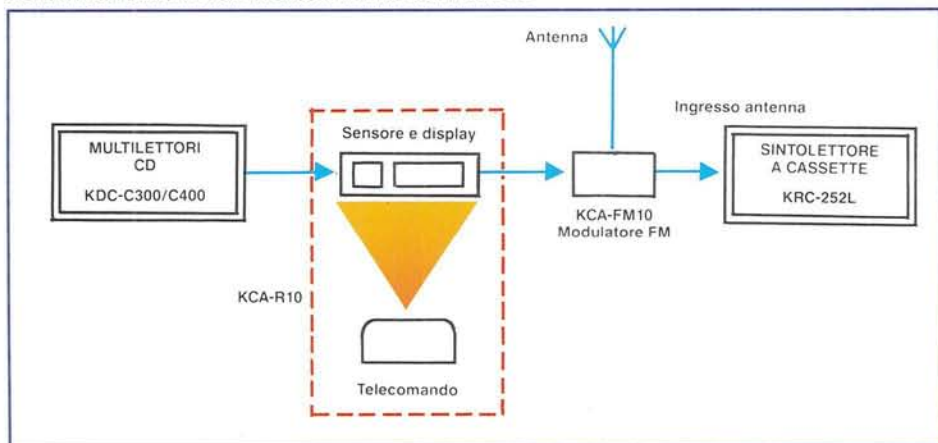 Antenna
Ingresso antenna
MULTILETTORI
CD
KDC-C300/C400
Sensore e display
KCA-FM10
Modulatore FM
SINTOLETTORE
A CASSETTE
KRC-252L
KCA-R10
Telecomando